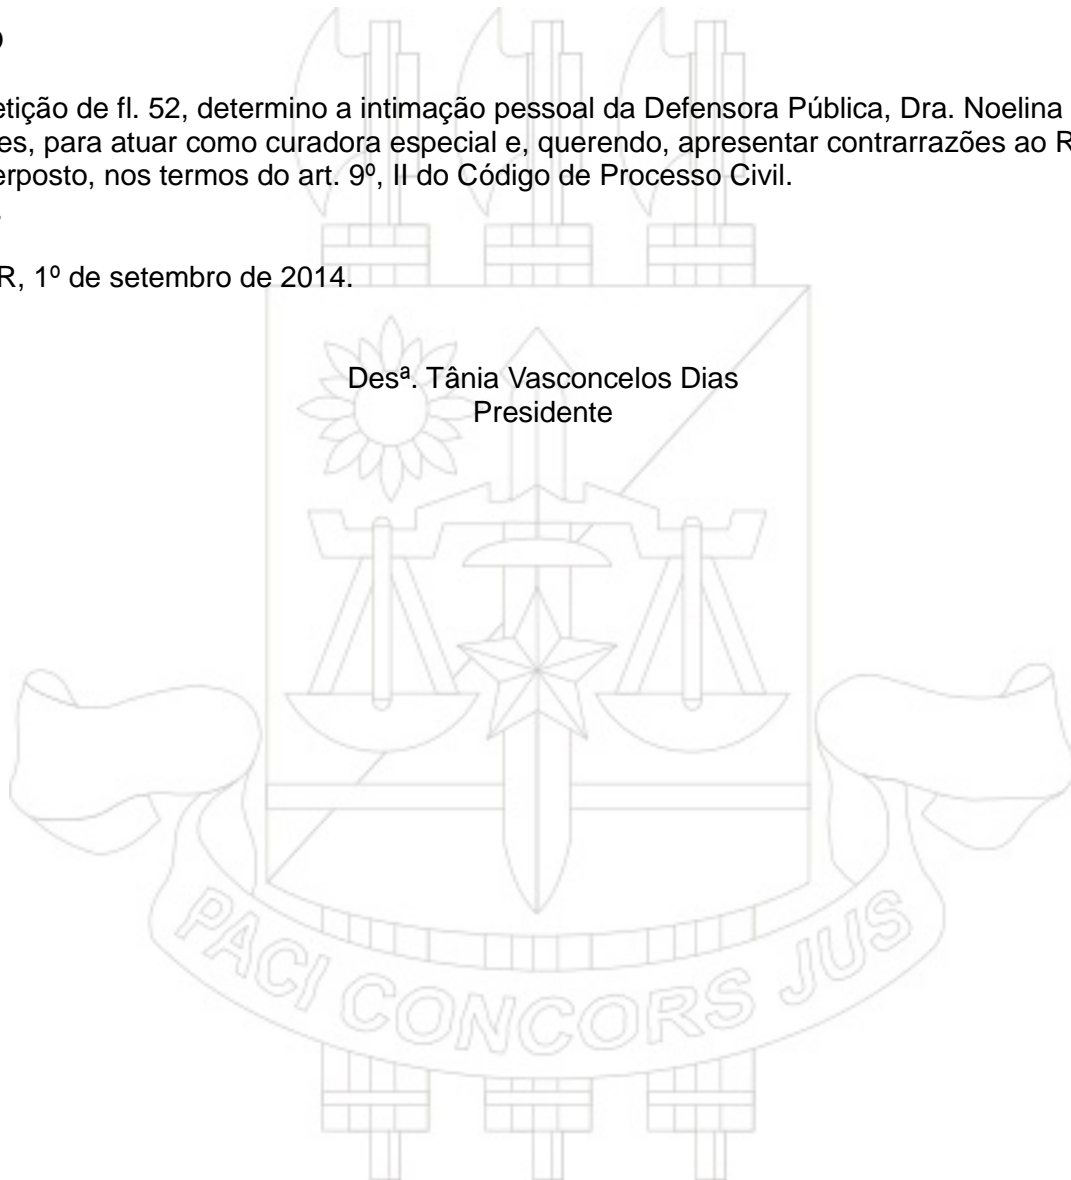 O
etição de fl. 52, determino a intimação pessoal da Defensora Pública, Dra. Noelina
es, para atuar como curadora especial e, querendo, apresentar contrarrazões ao R
erposto, nos termos do art. 9º, II do Código de Processo Civil.
.
R, 1º de setembro de 2014.
Desª. Tânia Vasconcelos Dias
Presidente
PACI CONCORS JUS